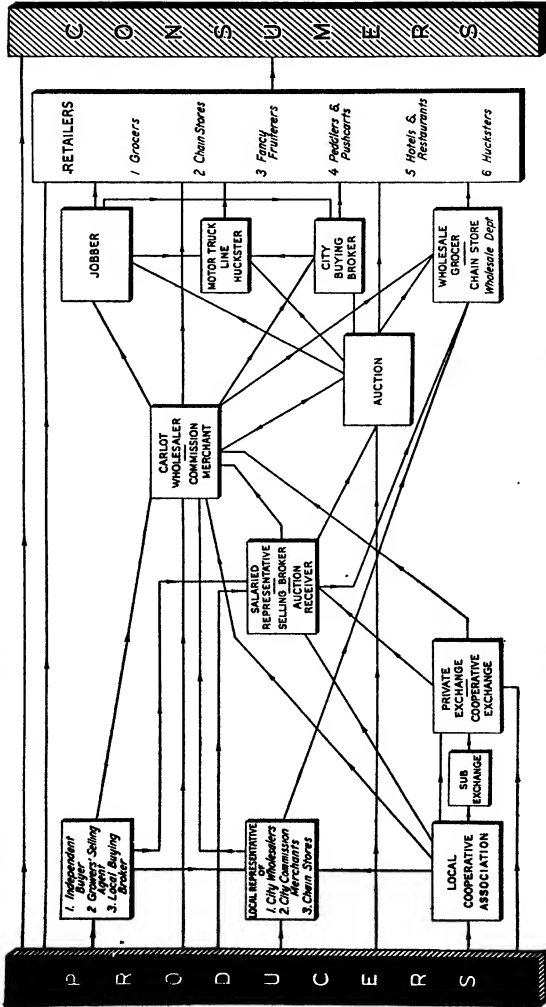 PRODUCERS
1. Independent
Buyer
2 Growers' Selling
Agent
3. Local Buying
Broker
LOCAL REPRESENTATIVE
OF
1. City Wholesalers
2. City Commission
Merchants
3. Chain Stores
LOCAL
COOPERATIVE
ASSOCIATION
SUB
EXCHANGE
PRIVATE
EXCHANGE
COOPERATIVE
EXCHANGE
SALARIED
REPRESENTATIVE
SELLING BROKER
AUCTION
RECEIVER
CARLOT
WHOLESALER
COMMISSION
MERCHANT
AUCTION
JOBBER
MOTOR TRUCK
LINE
HUCKSTER
CITY
BUYING
BROKER
WHOLESALE
GROCER
CHAIN STORE
Wholesale Dept
RETAILERS
1 Grocers
2 Chain Stores
3 Fancy
Fruiterers
4 Peddlers &
Pushcarts
5 Hotels &
Restaurants
6 Hucksters
CONSUMERS